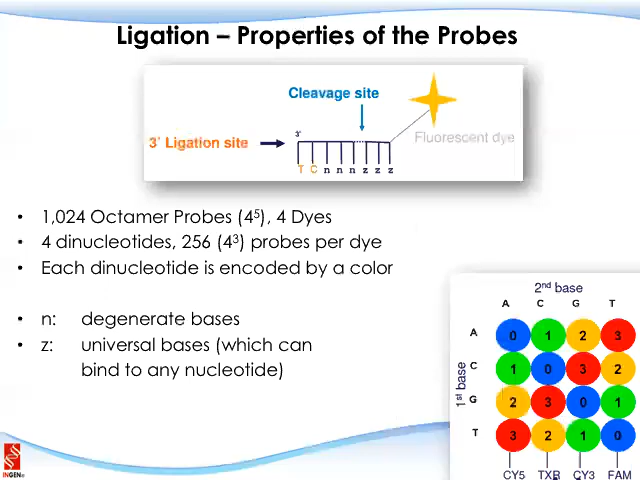 Ligation – Properties of the Probes
Cleavage site
3' Ligation site
Fluorescent dye
3'
T C n n n z z z
• 1,024 Octamer Probes (4⁵), 4 Dyes
• 4 dinucleotides, 256 (4³) probes per dye
• Each dinucleotide is encoded by a color
• n: degenerate bases
• z: universal bases (which can
bind to any nucleotide)
2nd base
A C G T
1st base
A 0 1 2 3
C 1 0 3 2
G 2 3 0 1
T 3 2 1 0
CY5 TXR CY3 FAM
INGEN